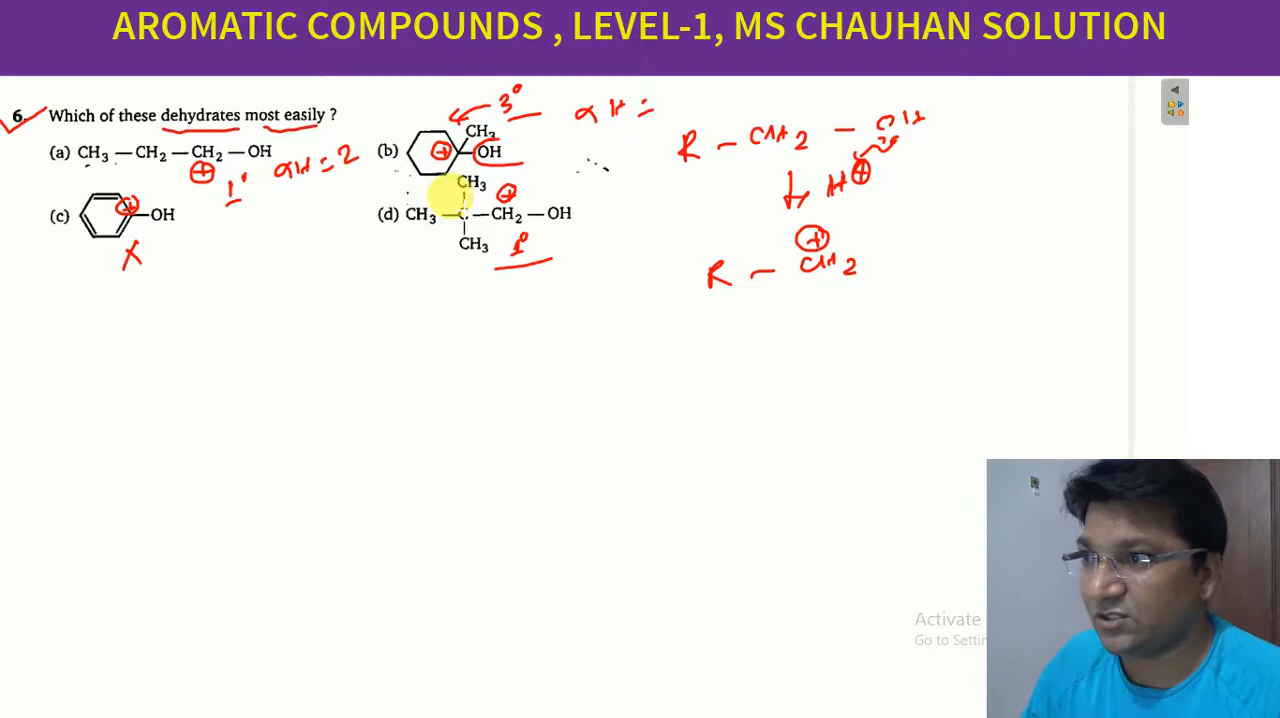 AROMATIC COMPOUNDS , LEVEL-1, MS CHAUHAN SOLUTION
6. Which of these dehydrates most easily ?
(a) CH3 — CH2 — CH2 — OH
⊕
1°
αH = 2
(b) CH3
OH
⊕
3°
αH =
(c) OH
⊕
(d) CH3 — C — CH2 — OH
CH3
CH3
⊕
1°
R — CH2 — OH
↓ H⊕
⊕
R — CH2
Activate
Go to Settin